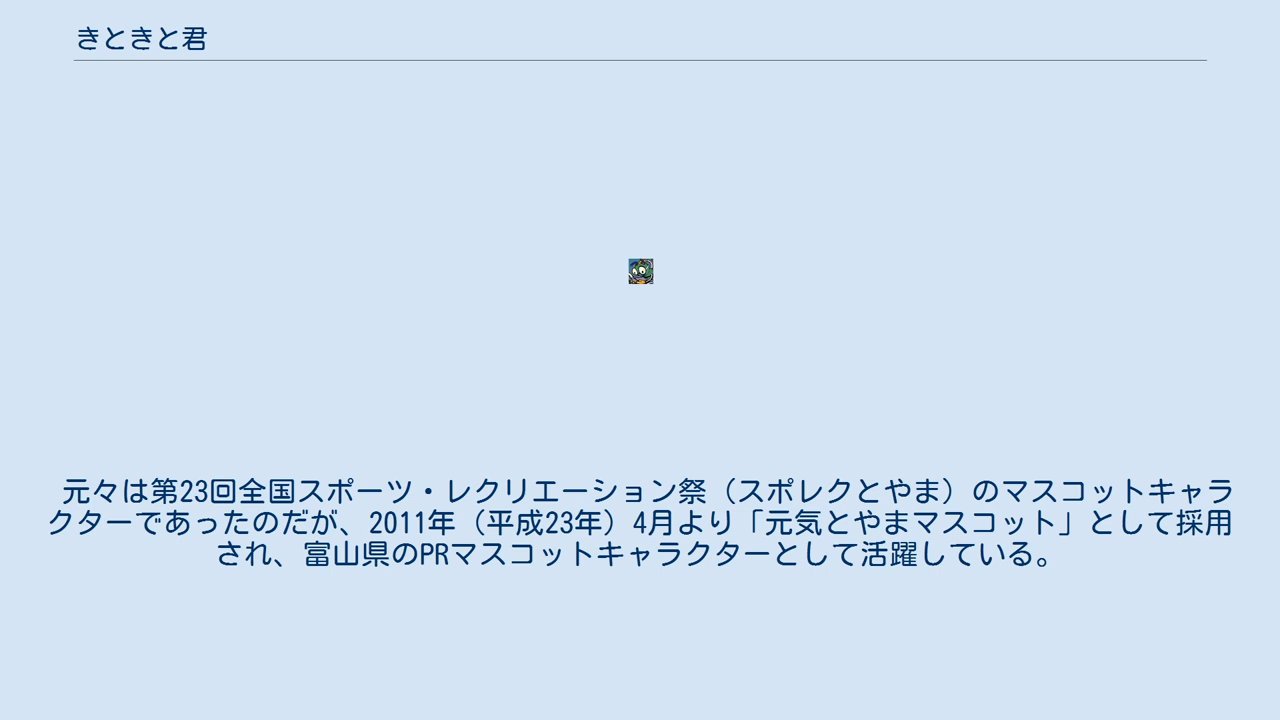 きときと君
元々は第23回全国スポーツ・レクリエーション祭（スポレクとやま）のマスコットキャラ
クターであったのだが、2011年（平成23年）4月より「元気とやまマスコット」として採用
され、富山県のPRマスコットキャラクターとして活躍している。